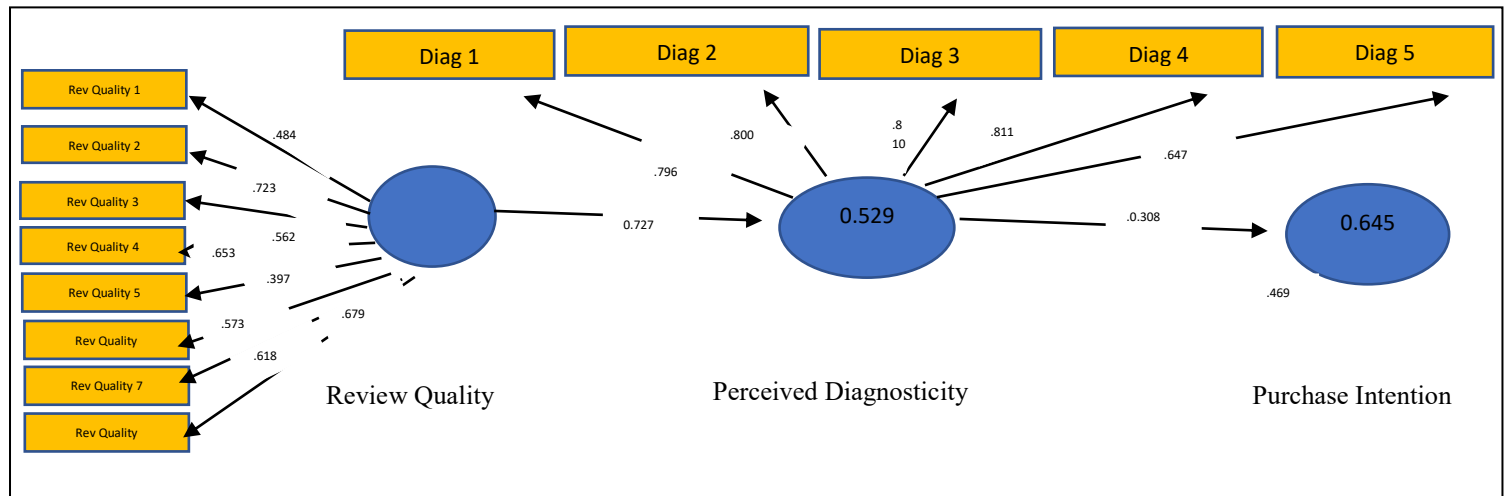 Diag 1
Diag 2
Diag 3
Diag 4
Diag 5
Rev Quality 1
Rev Quality 2
Rev Quality 3
Rev Quality 4
Rev Quality 5
Rev Quality
Rev Quality 7
Rev Quality
.484
.723
.562
.653
.397
.573
.679
.618
0.727
.796
.800
.8
10
.811
.647
0.529
.0.308
0.645
.469
Review Quality
Perceived Diagnosticity
Purchase Intention